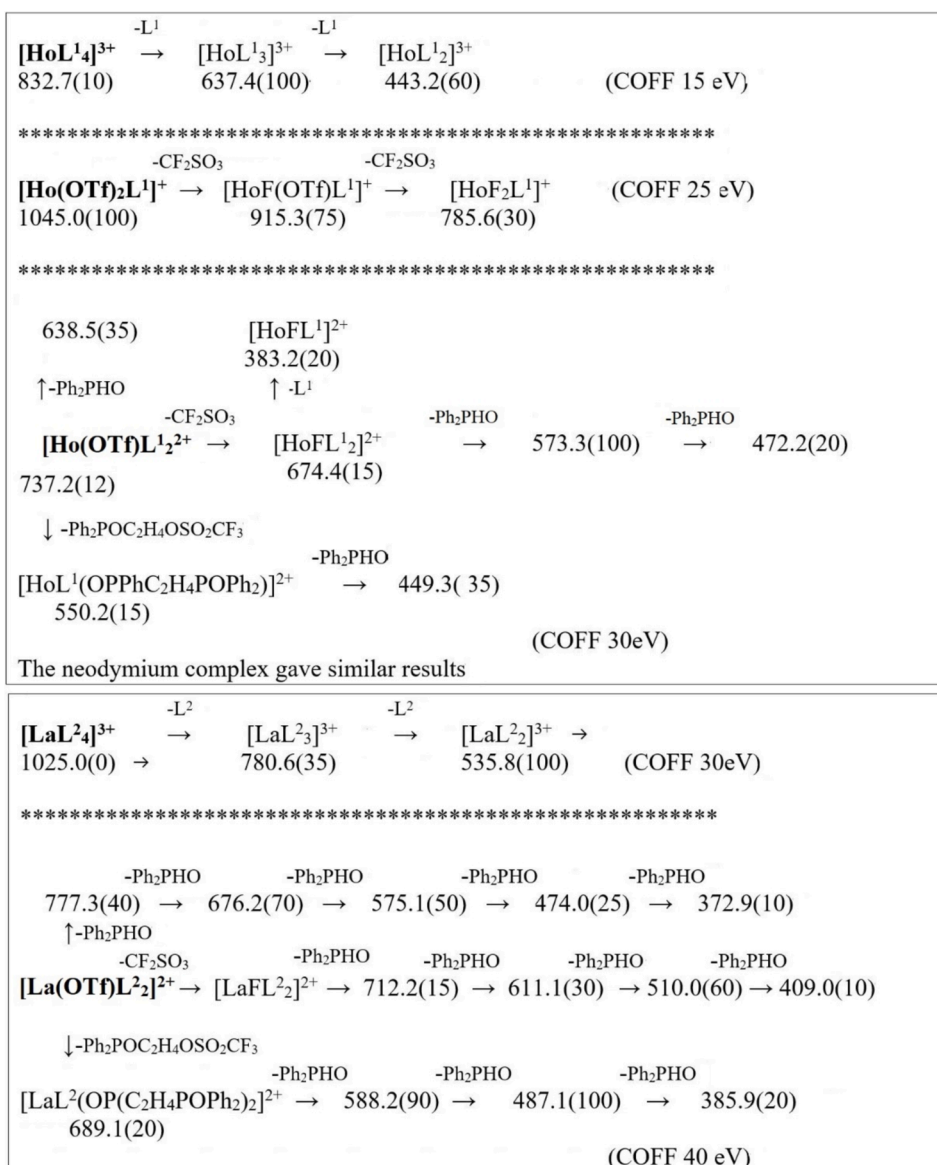 -L¹ -L¹
[HoL¹₄]³⁺ → [HoL¹₃]³⁺ → [HoL¹₂]³⁺
832.7(10) 637.4(100) 443.2(60) (COFF 15 eV)
*********************************************************
-CF₂SO₃ -CF₂SO₃
[Ho(OTf)₂L¹]⁺ → [HoF(OTf)L¹]⁺ → [HoF₂L¹]⁺ (COFF 25 eV)
1045.0(100) 915.3(75) 785.6(30)
*********************************************************
638.5(35) [HoFL¹]²⁺
383.2(20)
↑-Ph₂PHO ↑ -L¹
-CF₂SO₃ -Ph₂PHO -Ph₂PHO
[Ho(OTf)L¹₂²⁺ → [HoFL¹₂]²⁺ → 573.3(100) → 472.2(20)
737.2(12) 674.4(15)
↓ -Ph₂POC₂H₄OSO₂CF₃
-Ph₂PHO
[HoL¹(OPPhC₂H₄POPh₂)]²⁺ → 449.3( 35)
550.2(15)
(COFF 30eV)
The neodymium complex gave similar results
-L² -L²
[LaL²₄]³⁺ → [LaL²₃]³⁺ → [LaL²₂]³⁺ →
1025.0(0) → 780.6(35) 535.8(100) (COFF 30eV)
*********************************************************
-Ph₂PHO -Ph₂PHO -Ph₂PHO -Ph₂PHO
777.3(40) → 676.2(70) → 575.1(50) → 474.0(25) → 372.9(10)
↑-Ph₂PHO
-CF₂SO₃ -Ph₂PHO -Ph₂PHO -Ph₂PHO -Ph₂PHO
[La(OTf)L²₂]²⁺→ [LaFL²₂]²⁺ → 712.2(15) → 611.1(30) → 510.0(60) → 409.0(10)
↓-Ph₂POC₂H₄OSO₂CF₃
-Ph₂PHO -Ph₂PHO -Ph₂PHO
[LaL²(OP(C₂H₄POPh₂)₂]²⁺ → 588.2(90) → 487.1(100) → 385.9(20)
689.1(20)
(COFF 40 eV)